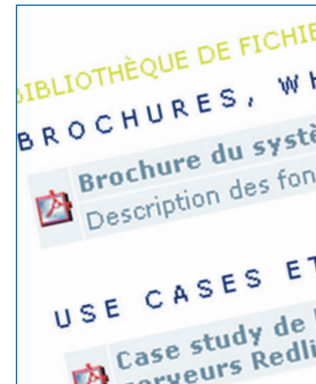 BIBLIOTHÈQUE DE FICHIE
BROCHURES, WH
Brochure du systè
Description des fon
USE CASES ET
Case study de
serveurs Redli